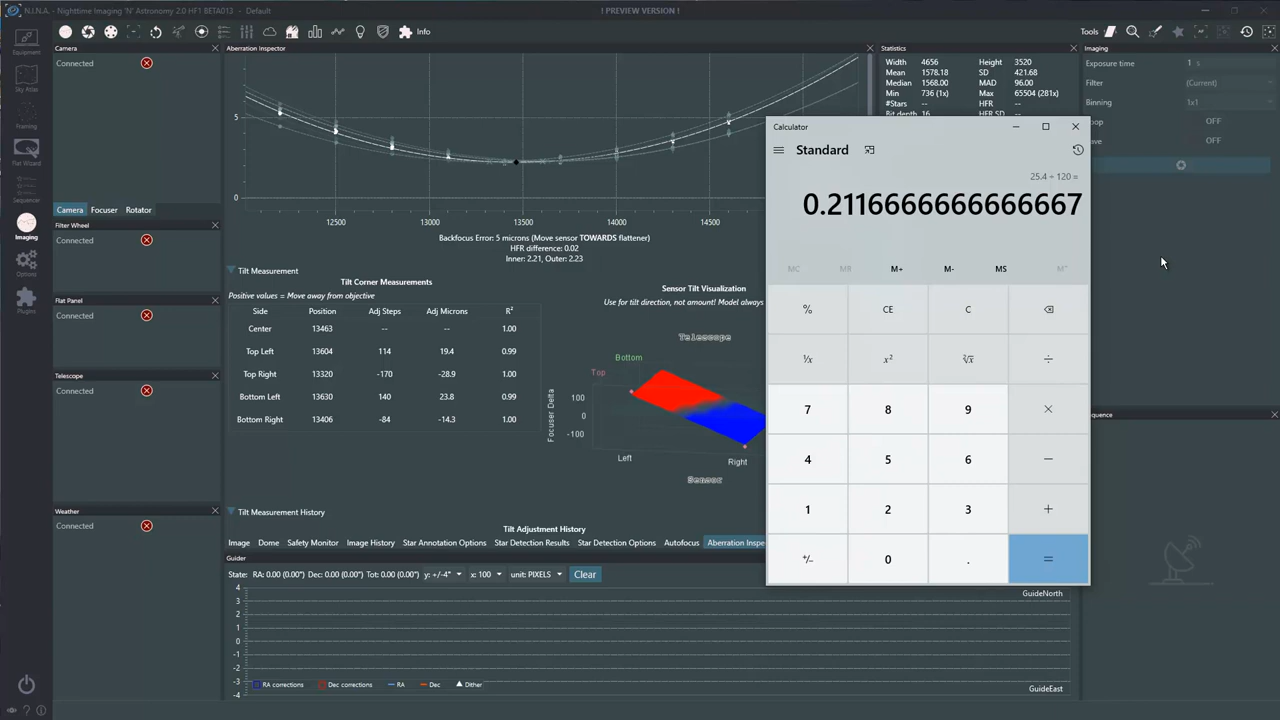 N.I.N.A. - Nighttime Imaging 'N' Astronomy 2.0 HF1 BETA013 - Default
! PREVIEW VERSION !
Info
Tools
Equipment
Sky Atlas
Framing
Flat Wizard
Sequence
Imaging
Options
Plugins
Camera
Connected
Camera Focuser Rotator
Filter Wheel
Connected
Flat Panel
Connected
Telescope
Connected
Weather
Connected
Aberration Inspector
5
0
12500 13000 13500 14000 14500
Backfocus Error: 5 microns (Move sensor TOWARDS flattener)
HFR difference: 0.02
Inner: 2.21, Outer: 2.23
Tilt Measurement
Tilt Corner Measurements
Positive values = Move away from objective
Side Position Adj Steps Adj Microns R²
Center 13463 -- -- 1.00
Top Left 13604 114 19.4 0.99
Top Right 13320 -170 -28.9 1.00
Bottom Left 13630 140 23.8 0.99
Bottom Right 13406 -84 -14.3 1.00
Sensor Tilt Visualization
Use for tilt direction, not amount! Model always
Telescope
Bottom
Top
100
0
-100
Focuser Delta
Left
Right
Sensor
Tilt Measurement History
Tilt Adjustment History
Image Dome Safety Monitor Image History Star Annotation Options Star Detection Results Star Detection Options Autofocus Aberration Inspe
Guider
State: RA: 0.00 (0.00") Dec: 0.00 (0.00") Tot: 0.00 (0.00") y: +/-4" x: 100 unit: PIXELS Clear
4
3
2
1
0
-1
-2
-3
-4
GuideNorth
GuideEast
RA corrections Dec corrections RA Dec Dither
Statistics
Width 4656 Height 3520
Mean 1578.18 SD 421.68
Median 1568.00 MAD 96.00
Min 736 (1x) Max 65504 (281x)
#Stars -- HFR --
Bit depth 16 HFR SD
Imaging
Exposure time 1 s
Filter (Current)
Binning 1x1
oop OFF
ave OFF
equence
Calculator
Standard
25.4 ÷ 120 =
0.2116666666666667
MC MR M+ M- MS M˅
% CE C ⌫
¹/x x² ²√x ÷
7 8 9 ×
4 5 6 −
1 2 3 +
+/− 0 . =